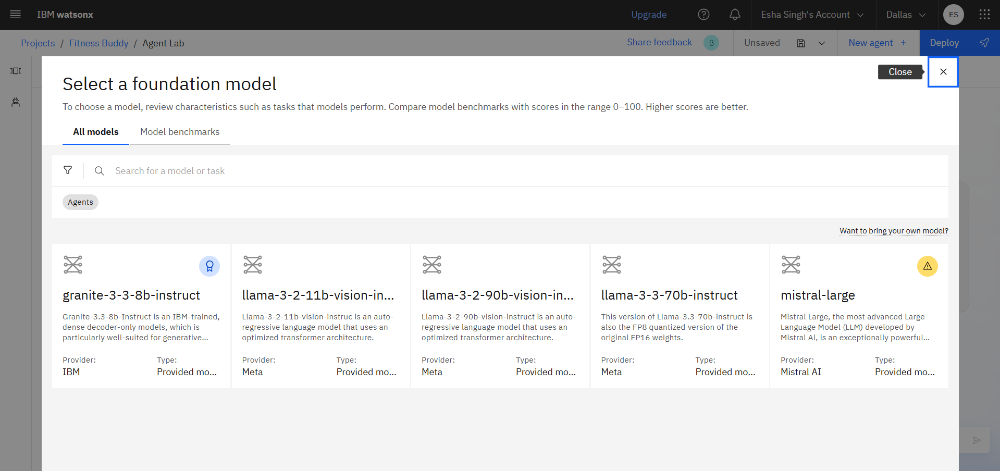 IBM watsonx
Upgrade
Esha Singh's Account
Dallas
ES
Projects / Fitness Buddy / Agent Lab
Share feedback
β
Unsaved
New agent +
Deploy
Close
Select a foundation model
To choose a model, review characteristics such as tasks that models perform. Compare model benchmarks with scores in the range 0–100. Higher scores are better.
All models
Model benchmarks
Search for a model or task
Agents
Want to bring your own model?
granite-3-3-8b-instruct
Granite-3.3-8b-Instruct is an IBM-trained,
dense decoder-only models, which is
particularly well-suited for generative...
Provider:
IBM
Type:
Provided mo...
llama-3-2-11b-vision-in...
Llama-3-2-11b-vision-instruc is an auto-
regressive language model that uses an
optimized transformer architecture.
Provider:
Meta
Type:
Provided mo...
llama-3-2-90b-vision-in...
Llama-3-2-90b-vision-instruct is an auto-
regressive language model that uses an
optimized transformer architecture.
Provider:
Meta
Type:
Provided mo...
llama-3-3-70b-instruct
This version of Llama-3.3-70b-instruct is
also the FP8 quantized version of the
original FP16 weights.
Provider:
Meta
Type:
Provided mo...
mistral-large
Mistral Large, the most advanced Large
Language Model (LLM) developed by
Mistral Al, is an exceptionally powerful...
Provider:
Mistral AI
Type:
Provided mo...